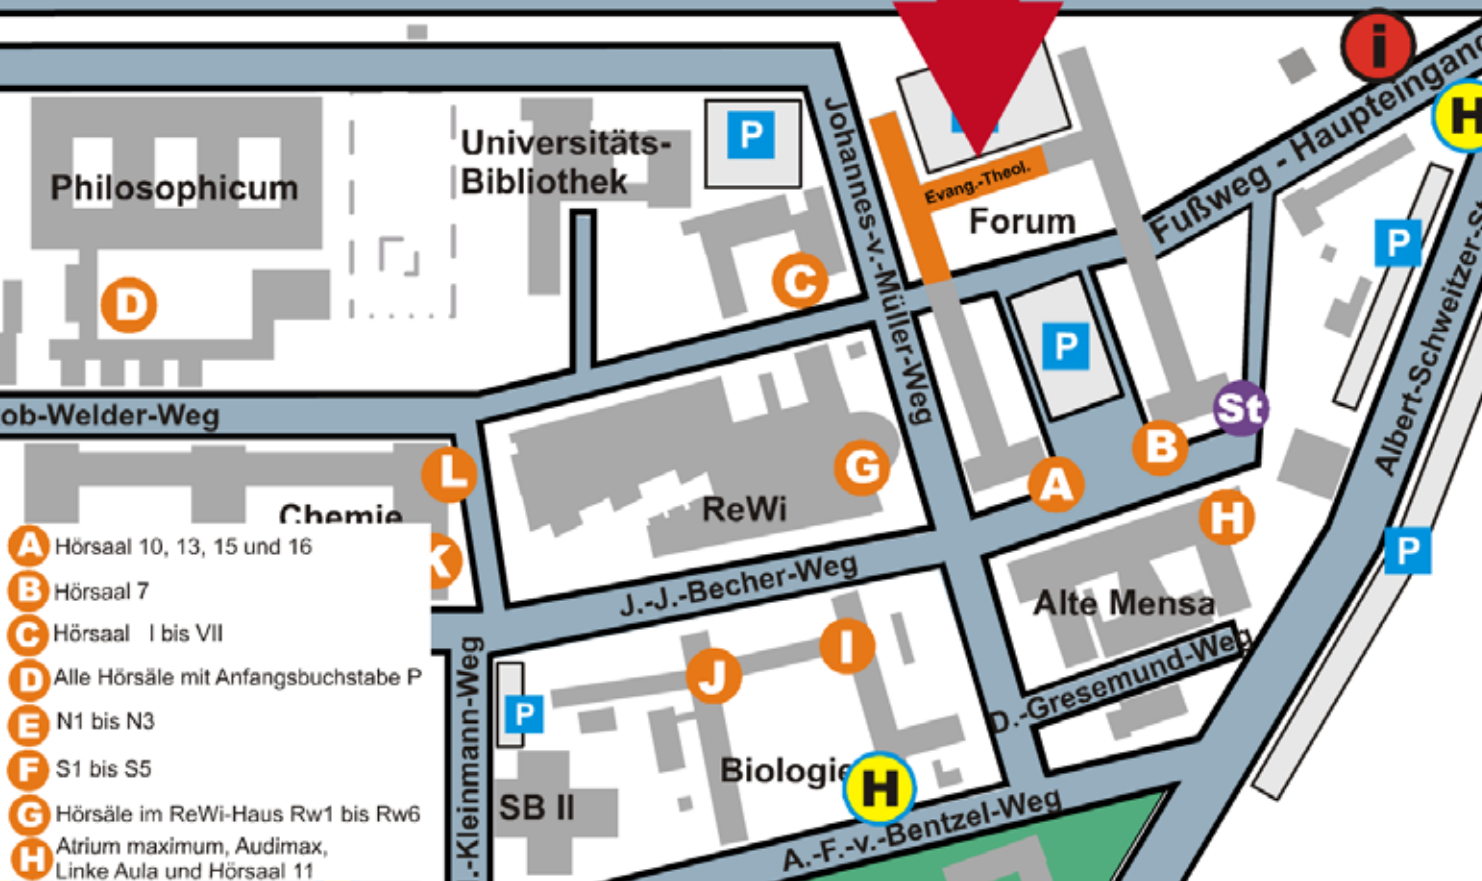 i
Fußweg - Haupteingang
H
P
Johannes-v.-Müller-Weg
Universitäts-
Bibliothek
Philosophicum
Evang.-Theol.
Forum
P
D
C
P
Albert-Schweitzer-St
ob-Welder-Weg
St
B
L
G
A
ReWi
H
Chemie
P
K
J.-J.-Becher-Weg
Alte Mensa
I
J
D.-Gresemund-Weg
P
.-Kleinmann-Weg
Biologie
H
SB II
A.-F.-v.-Bentzel-Weg
A Hörsaal 10, 13, 15 und 16
B Hörsaal 7
C Hörsaal I bis VII
D Alle Hörsäle mit Anfangsbuchstabe P
E N1 bis N3
F S1 bis S5
G Hörsäle im ReWi-Haus Rw1 bis Rw6
H Atrium maximum, Audimax,
Linke Aula und Hörsaal 11